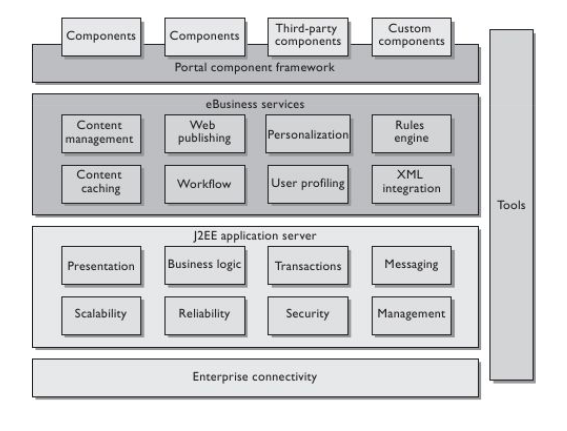 Components
Components
Third-party
components
Custom
components
Portal component framework
eBusiness services
Content
management
Web
publishing
Personalization
Rules
engine
Content
caching
Workflow
User profiling
XML
integration
Tools
J2EE application server
Presentation
Business logic
Transactions
Messaging
Scalability
Reliability
Security
Management
Enterprise connectivity